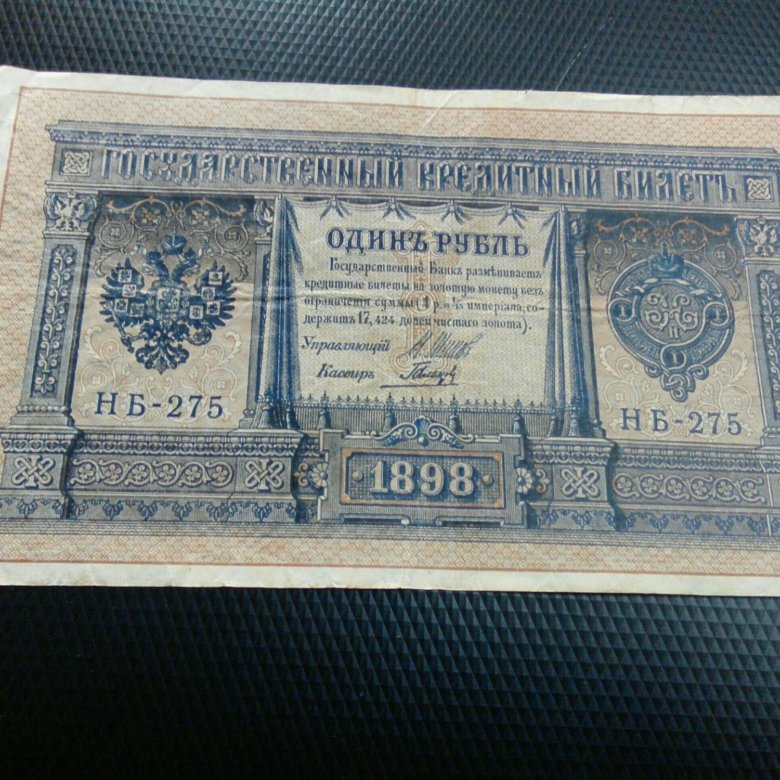 ГОСУДАРСТВЕННЫЙ КРЕДИТНЫЙ БИЛЕТЪ
ОДИНЪ РУБЛЬ
Государственный Банкъ размѣниваетъ
кредитные билеты на золотую монету безъ
ограниченія суммы (1 р. = 1/15 имперіала, со-
держитъ 17,424 долей чистаго золота).
Управляющій
Кассиръ
НБ-275
НБ-275
1898